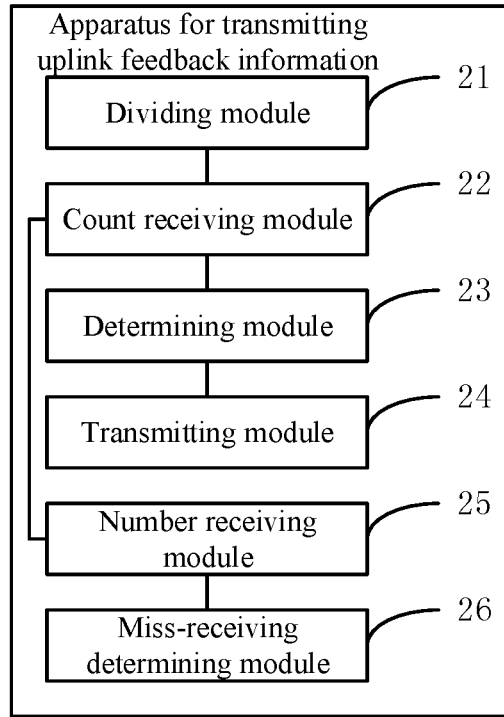 Apparatus for transmitting
uplink feedback information
Dividing module
21
Count receiving module
22
Determining module
23
Transmitting module
24
Number receiving
module
25
Miss-receiving
determining module
26